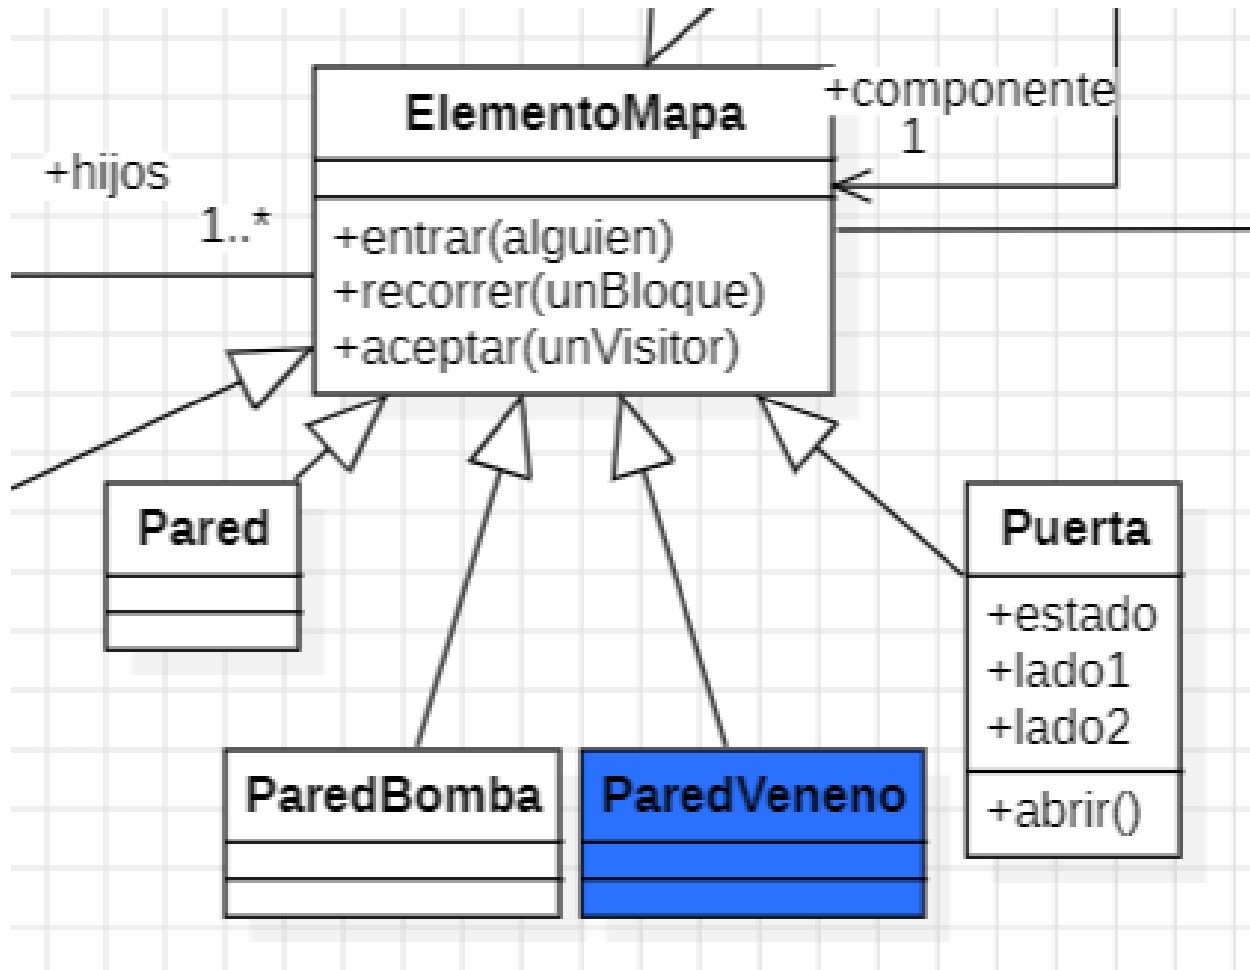 ElementoMapa
+componente
1
+hijos
1..*
+entrar(alguien)
+recorrer(unBloque)
+aceptar(unVisitor)
Pared
Puerta
+estado
+lado1
+lado2
+abrir()
ParedBomba
ParedVeneno